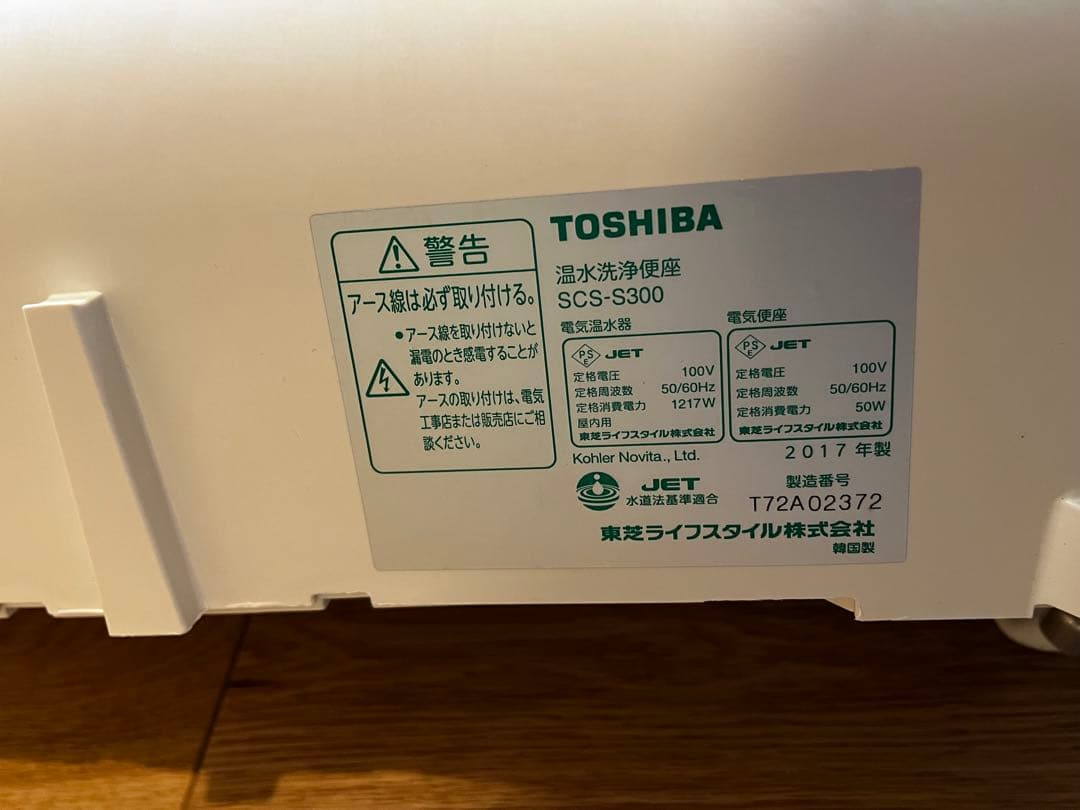 警告
アース線は必ず取り付ける。
●アース線を取り付けないと
漏電のとき感電することが
あります。
アースの取り付けは、電気
工事店または販売店にご相
談ください。
TOSHIBA
温水洗浄便座
SCS-S300
電気温水器
PSE JET
定格電圧 100V
定格周波数 50/60Hz
定格消費電力 1217W
屋内用
東芝ライフスタイル株式会社
電気便座
PSE JET
定格電圧 100V
定格周波数 50/60Hz
定格消費電力 50W
東芝ライフスタイル株式会社
Kohler Novita., Ltd.
2017年製
JET
水道法基準適合
製造番号
T72A02372
東芝ライフスタイル株式会社
韓国製